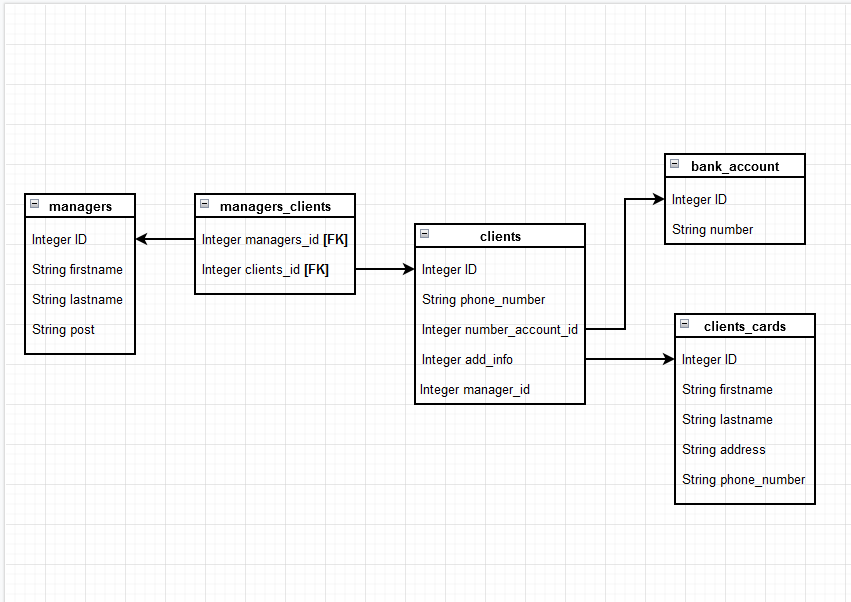 managers
Integer ID
String firstname
String lastname
String post
managers_clients
Integer managers_id [FK]
Integer clients_id [FK]
clients
Integer ID
String phone_number
Integer number_account_id
Integer add_info
Integer manager_id
bank_account
Integer ID
String number
clients_cards
Integer ID
String firstname
String lastname
String address
String phone_number